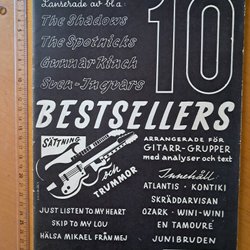 Lanserade av bl.a:
10
The Shadows
The Spotnicks
Gunnar Kinch
Sven-Ingvars
BESTSELLERS
SÄTTNING
och
TRUMMOR
ARRANGERADE FÖR
GITARR-GRUPPER
med analyser och text
Innehåll
ATLANTIS · KONTIKI
SKRÄDDARVISAN
OZARK · WINI-WINI
EN TAMOURÉ
JUNIBRUDEN
JUST LISTEN TO MY HEART
SKIP TO MY LOU
HÄLSA MIKAEL FRÅN MEJ